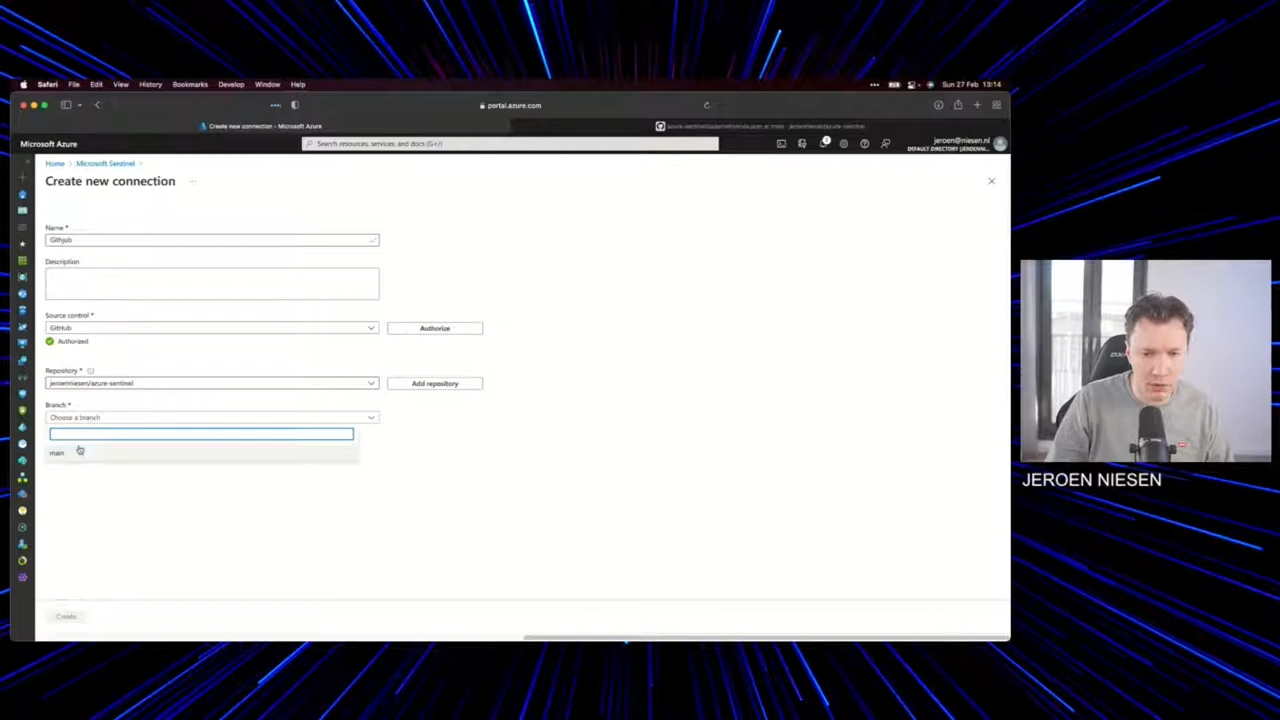 Safari File Edit View History Bookmarks Develop Window Help Sun 27 Feb 13:14
portal.azure.com
Create new connection - Microsoft Azure
Microsoft Azure
Search resources, services, and docs (G+/)
jeroen@niesen.nl
Home > Microsoft Sentinel >
Create new connection ...
Name *
Githjub
Description
Source control *
GitHub
Authorize
Authorized
Repository *
jeroenniesen/azure-sentinel
Add repository
Branch *
Choose a branch
main
Create
JEROEN NIESEN